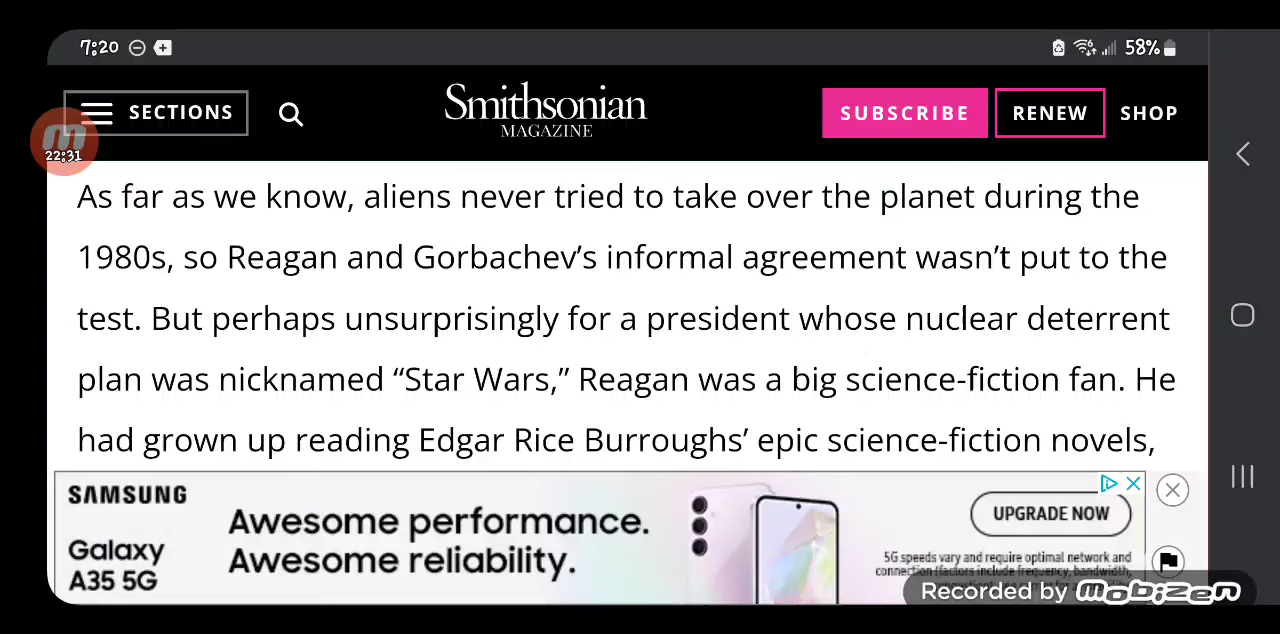 7:20
58%
SECTIONS
Smithsonian
MAGAZINE
SUBSCRIBE
RENEW
SHOP
22:31
As far as we know, aliens never tried to take over the planet during the
1980s, so Reagan and Gorbachev’s informal agreement wasn’t put to the
test. But perhaps unsurprisingly for a president whose nuclear deterrent
plan was nicknamed “Star Wars,” Reagan was a big science-fiction fan. He
had grown up reading Edgar Rice Burroughs’ epic science-fiction novels,
SAMSUNG
Galaxy
A35 5G
Awesome performance.
Awesome reliability.
UPGRADE NOW
5G speeds vary and require optimal network and
connection (factors include frequency, bandwidth,
Recorded by mobizen